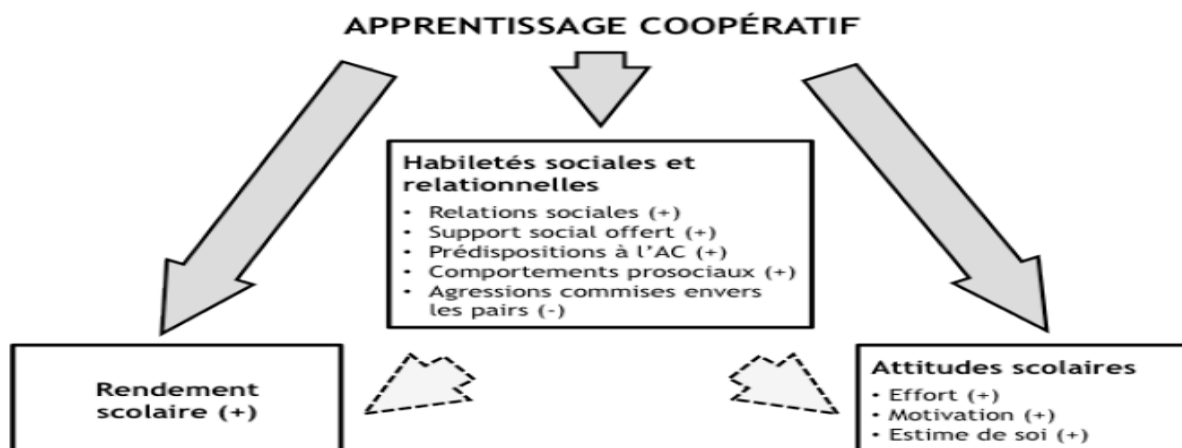 APPRENTISSAGE COOPÉRATIF
Habiletés sociales et
relationnelles
• Relations sociales (+)
• Support social offert (+)
• Prédispositions à l'AC (+)
• Comportements prosociaux (+)
• Agressions commises envers
les pairs (-)
Rendement
scolaire (+)
Attitudes scolaires
• Effort (+)
• Motivation (+)
• Estime de soi (+)